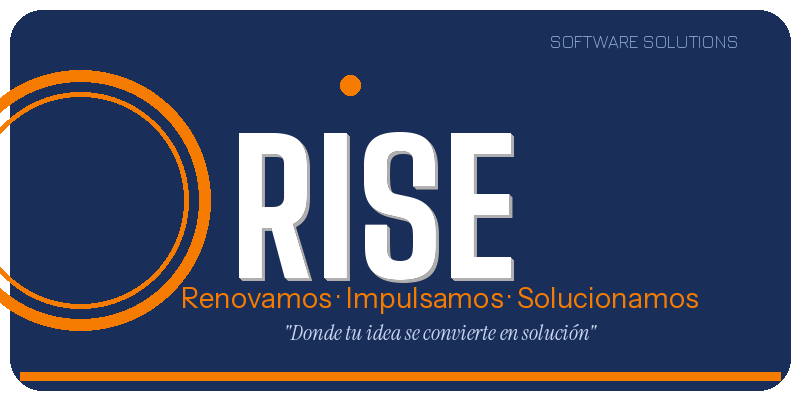 SOFTWARE SOLUTIONS
RISE
Renovamos · Impulsamos · Solucionamos
"Donde tu idea se convierte en solución"